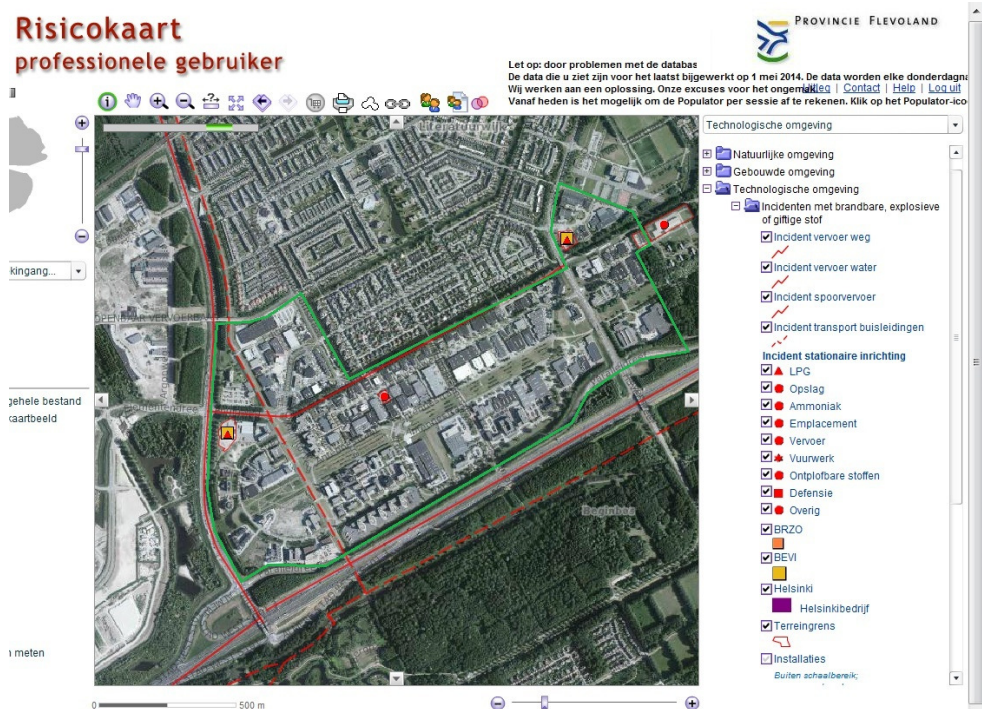 Risicokaart
professionele gebruiker
PROVINCIE FLEVOLAND
Let op: door problemen met de databas
De data die u ziet zijn voor het laatst bijgewerkt op 1 mei 2014. De data worden elke donderdagna
Wij werken aan een oplossing. Onze excuses voor het
Vanaf heden is het mogelijk om de Populator per sessie af te rekenen. Klik op het Populator-ico
Contact | Help | Log uit
Technologische omgeving
Natuurlijke omgeving
Gebouwde omgeving
Technologische omgeving
Incidenten met brandbare, explosieve
of giftige stof
Incident vervoer weg
Incident vervoer water
Incident spoorvervoer
Incident transport buisleidingen
Incident stationaire inrichting
LPG
Opslag
Ammoniak
Emplacement
Vervoer
Vuurwerk
Ontplofbare stoffen
Defensie
Overig
BRZO
BEVI
Helsinki
Helsinkibedrijf
Terreingrens
Installaties
Buiten schaalbereik;
kingang...
gehele bestand
kaartbeeld
meten
Literatuurwijk
OPENBAAR VERVOERBAAN
0 500 m